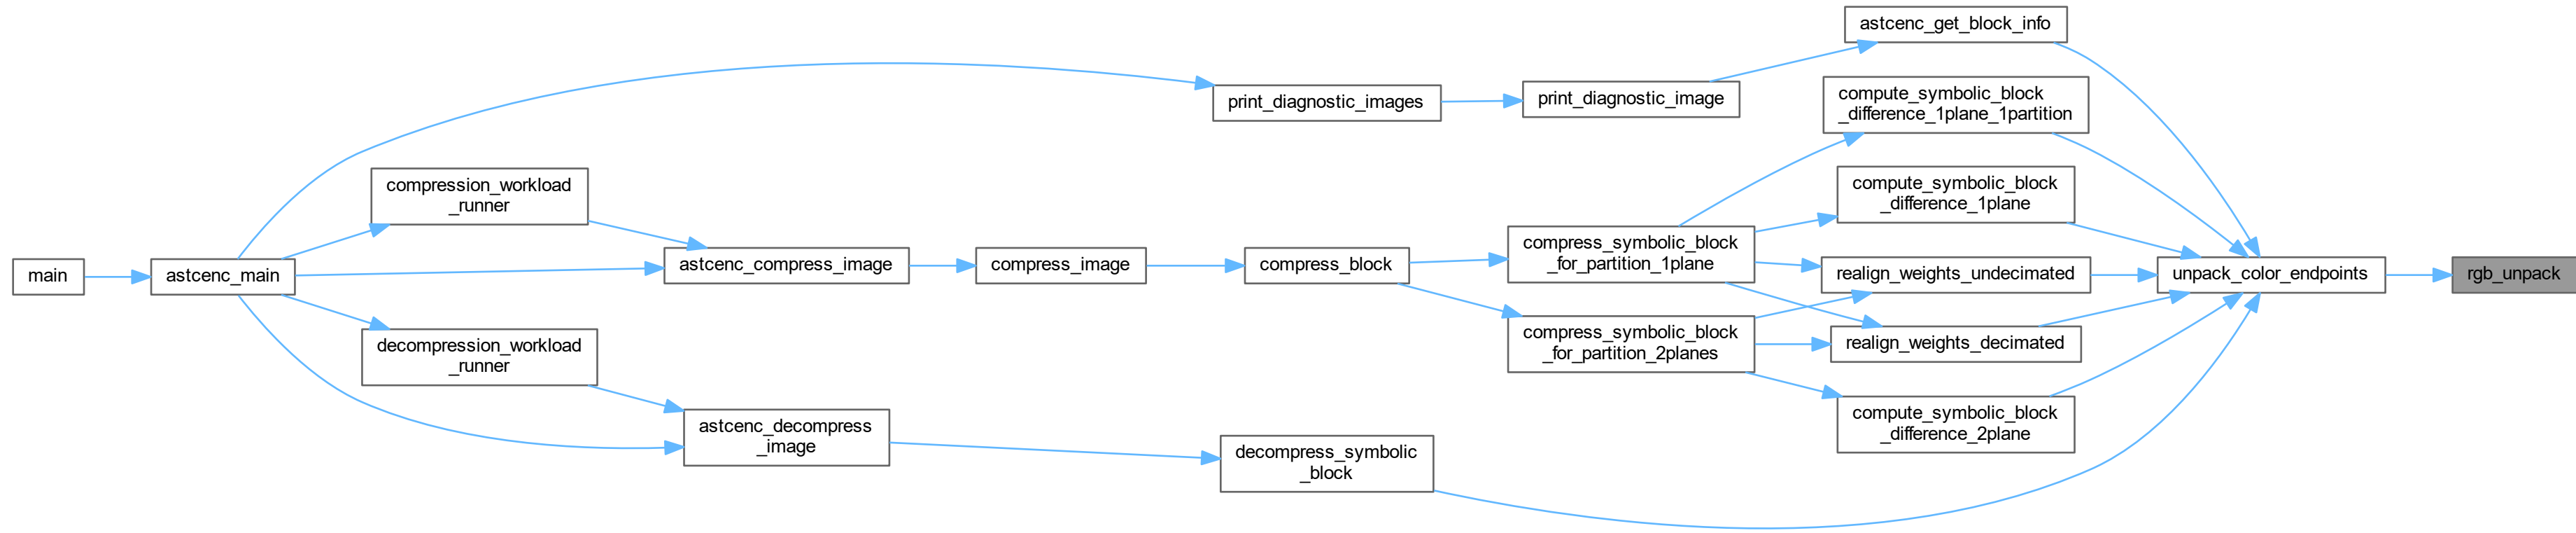 astcenc_get_block_info
print_diagnostic_images
print_diagnostic_image
compute_symbolic_block
_difference_1plane_1partition
compression_workload
_runner
compute_symbolic_block
_difference_1plane
main
astcenc_main
astcenc_compress_image
compress_image
compress_block
compress_symbolic_block
_for_partition_1plane
realign_weights_undecimated
unpack_color_endpoints
rgb_unpack
decompression_workload
_runner
compress_symbolic_block
_for_partition_2planes
realign_weights_decimated
astcenc_decompress
_image
compute_symbolic_block
_difference_2plane
decompress_symbolic
_block